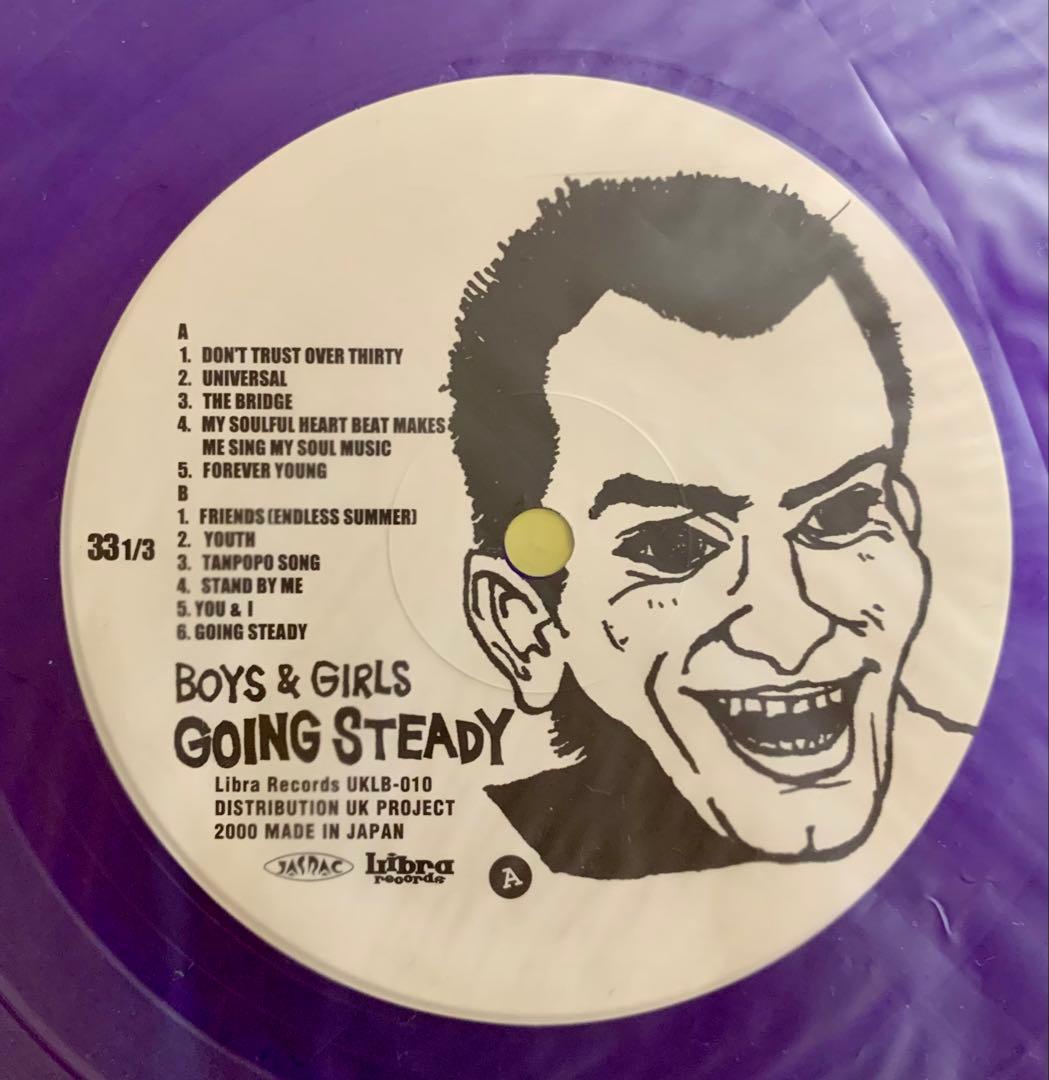 A
1. DON'T TRUST OVER THIRTY
2. UNIVERSAL
3. THE BRIDGE
4. MY SOULFUL HEART BEAT MAKES
ME SING MY SOUL MUSIC
5. FOREVER YOUNG
B
1. FRIENDS (ENDLESS SUMMER)
2. YOUTH
3. TANPOPO SONG
4. STAND BY ME
5. YOU & I
6. GOING STEADY
33 1/3
BOYS & GIRLS
GOING STEADY
Libra Records UKLB-010
DISTRIBUTION UK PROJECT
2000 MADE IN JAPAN
JASRAC
Libra
records
A